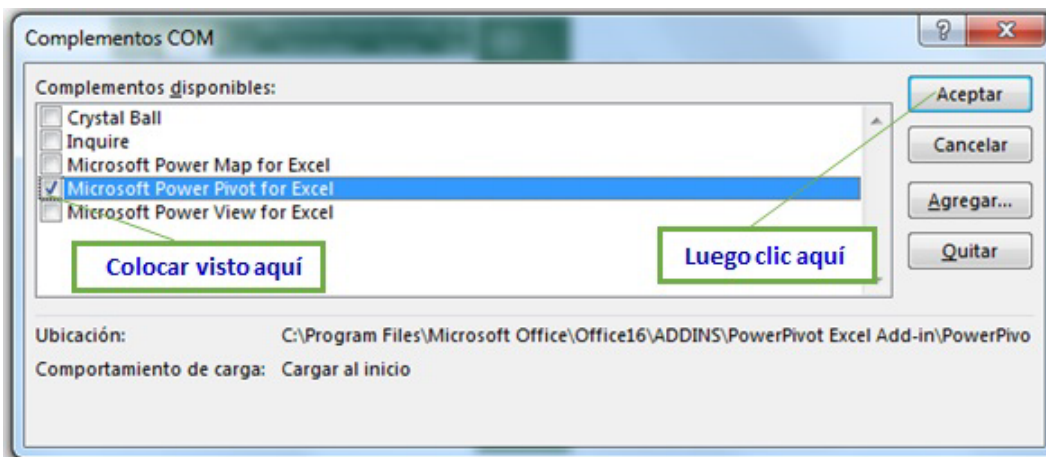 Complementos COM
Complementos disponibles:
Crystal Ball
Inquire
Microsoft Power Map for Excel
Microsoft Power Pivot for Excel
Microsoft Power View for Excel
Aceptar
Cancelar
Agregar...
Quitar
Colocar visto aquí
Luego clic aquí
Ubicación: C:\Program Files\Microsoft Office\Office16\ADDINS\PowerPivot Excel Add-in\PowerPivo
Comportamiento de carga: Cargar al inicio